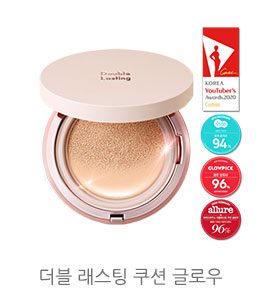 Double
Lasting
KOREA
YouTuber's
Awards 2020
94%
GLOWPICK
96%
allure
96%
더블 래스팅 쿠션 글로우